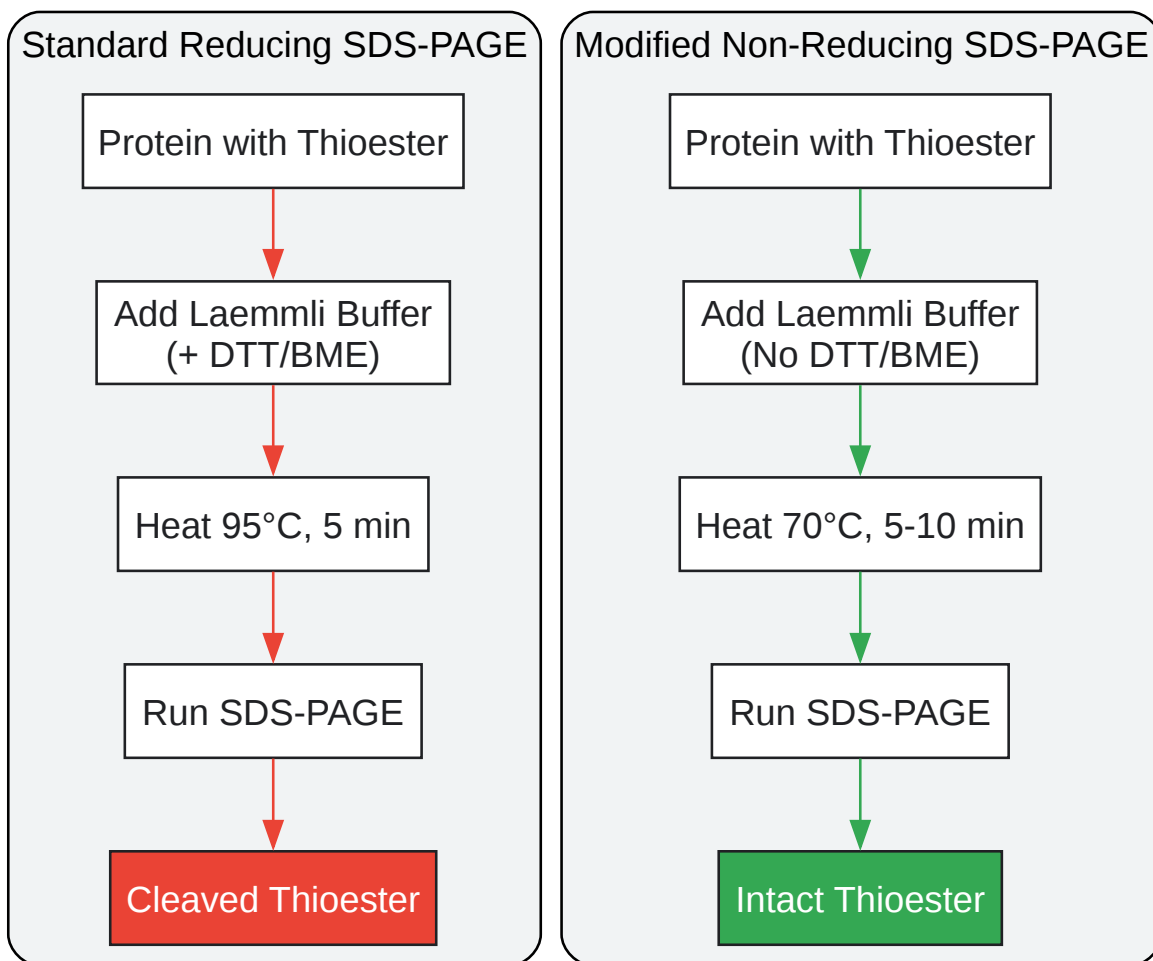 Standard Reducing SDS-PAGE
Protein with Thioester
Add Laemmli Buffer
(+ DTT/BME)
Heat 95°C, 5 min
Run SDS-PAGE
Cleaved Thioester
Modified Non-Reducing SDS-PAGE
Protein with Thioester
Add Laemmli Buffer
(No DTT/BME)
Heat 70°C, 5-10 min
Run SDS-PAGE
Intact Thioester